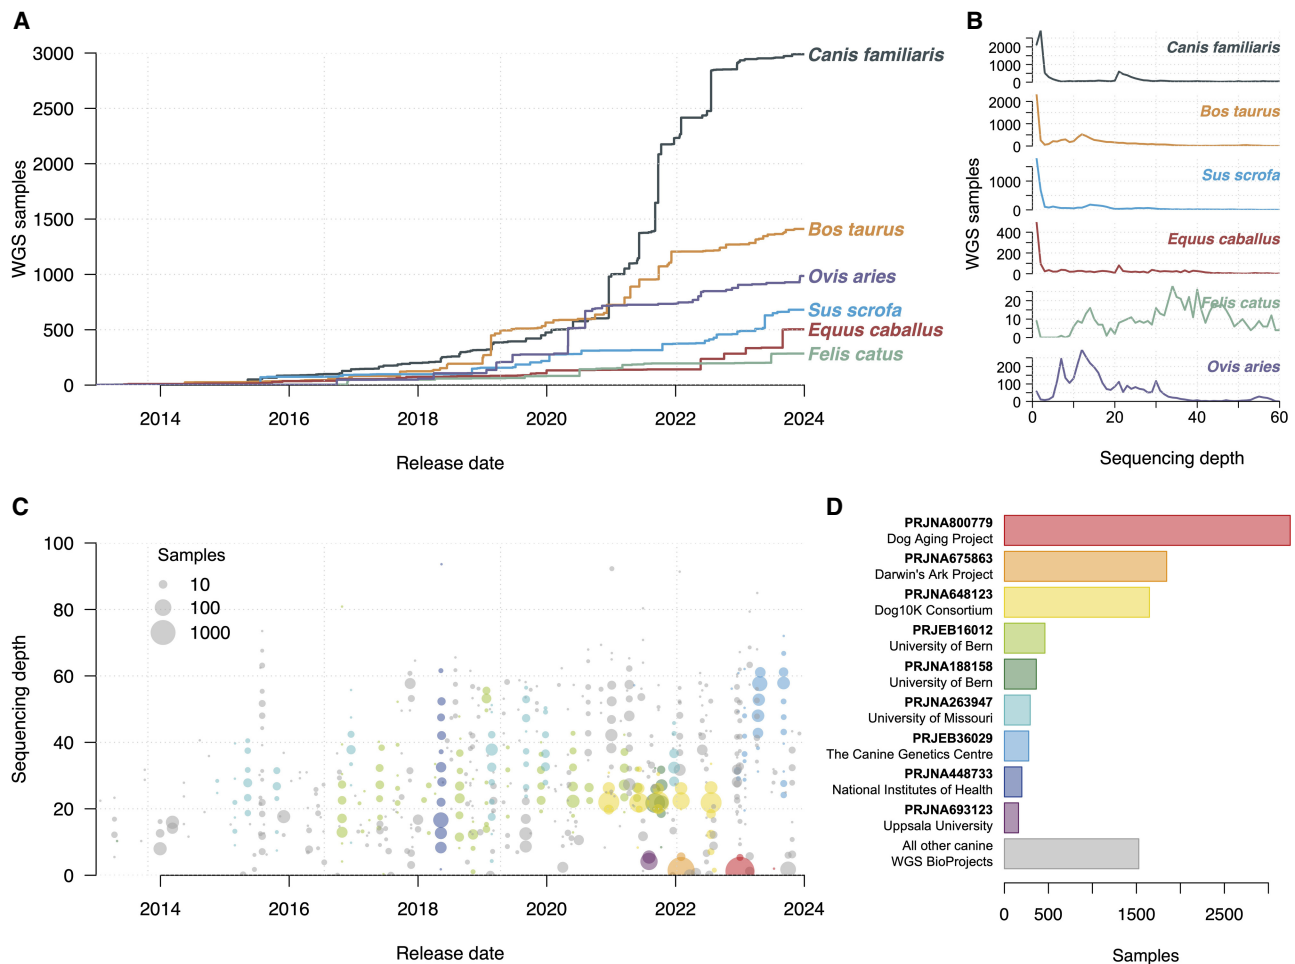 A
WGS samples
3000
2500
2000
1500
1000
500
0
Canis familiaris
Bos taurus
Ovis aries
Sus scrofa
Equus caballus
Felis catus
2014
2016
2018
2020
2022
2024
Release date
B
WGS samples
2000
1000
0
Canis familiaris
2000
1000
0
Bos taurus
1000
0
Sus scrofa
400
200
0
Equus caballus
20
10
0
Felis catus
200
100
0
Ovis aries
0
20
40
60
Sequencing depth
C
Sequencing depth
100
80
60
40
20
0
Samples
10
100
1000
2014
2016
2018
2020
2022
2024
Release date
D
PRJNA800779
Dog Aging Project
PRJNA675863
Darwin's Ark Project
PRJNA648123
Dog10K Consortium
PRJEB16012
University of Bern
PRJNA188158
University of Bern
PRJNA263947
University of Missouri
PRJEB36029
The Canine Genetics Centre
PRJNA448733
National Institutes of Health
PRJNA693123
Uppsala University
All other canine
WGS BioProjects
0
500
1500
2500
Samples